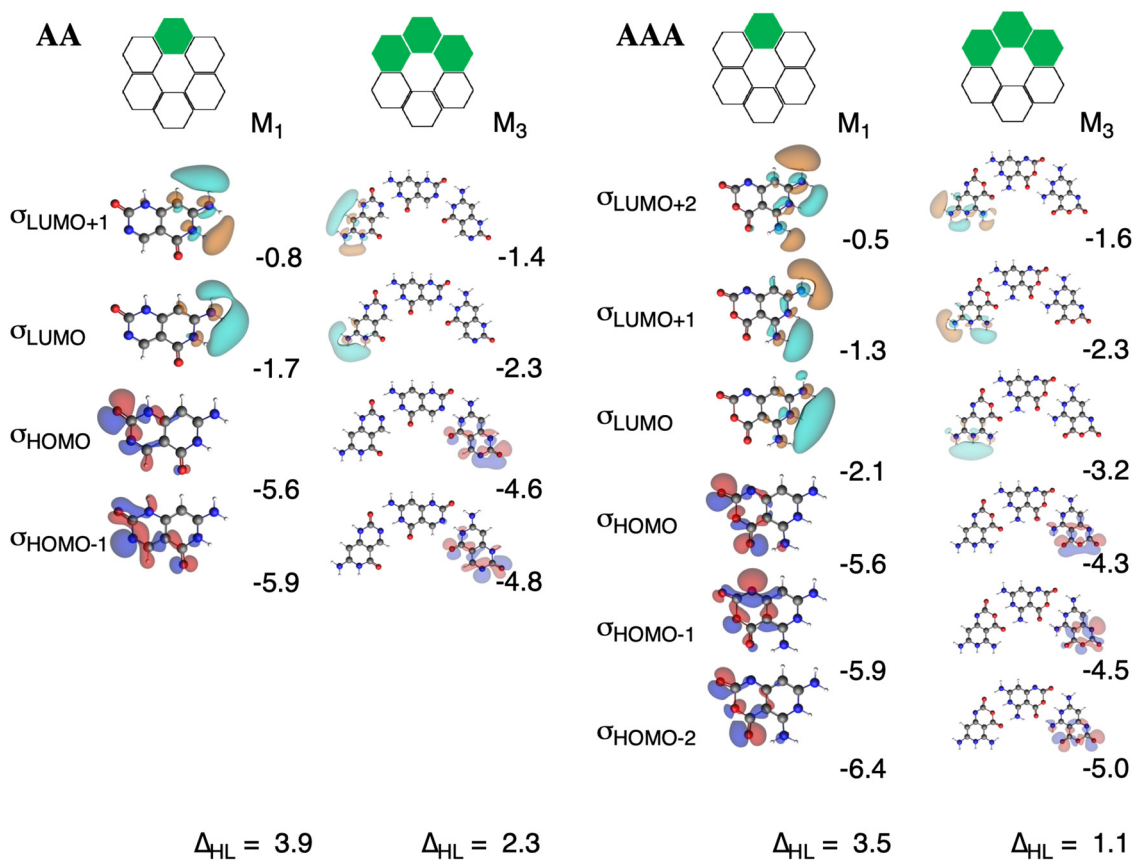 AA
M₁
M₃
AAA
M₁
M₃
σLUMO+1
-0.8
-1.4
σLUMO
-1.7
-2.3
σHOMO
-5.6
-4.6
σHOMO-1
-5.9
-4.8
ΔHL = 3.9
ΔHL = 2.3
σLUMO+2
-0.5
-1.6
σLUMO+1
-1.3
-2.3
σLUMO
-2.1
-3.2
σHOMO
-5.6
-4.3
σHOMO-1
-5.9
-4.5
σHOMO-2
-6.4
-5.0
ΔHL = 3.5
ΔHL = 1.1